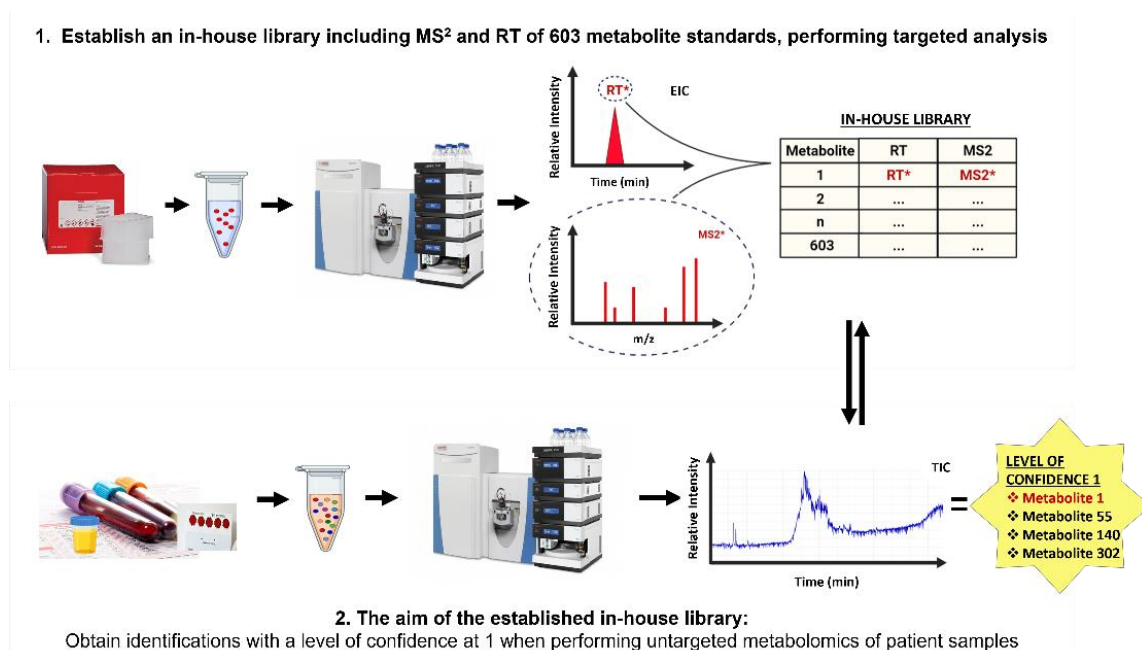 1. Establish an in-house library including MS² and RT of 603 metabolite standards, performing targeted analysis
Relative Intensity
RT*
EIC
Time (min)
MS2*
Relative Intensity
m/z
IN-HOUSE LIBRARY
Metabolite RT MS2
1 RT* MS2*
2 ... ...
n ... ...
603 ... ...
Relative Intensity
TIC
Time (min)
=
LEVEL OF
CONFIDENCE 1
❖ Metabolite 1
❖ Metabolite 55
❖ Metabolite 140
❖ Metabolite 302
2. The aim of the established in-house library:
Obtain identifications with a level of confidence at 1 when performing untargeted metabolomics of patient samples